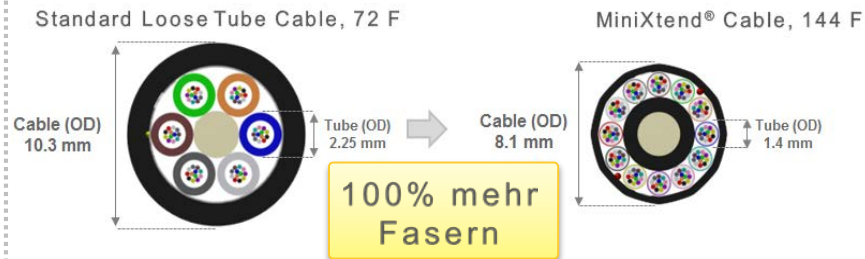 Standard Loose Tube Cable, 72 F
MiniXtend® Cable, 144 F
Cable (OD)
10.3 mm
Tube (OD)
2.25 mm
Cable (OD)
8.1 mm
Tube (OD)
1.4 mm
100% mehr
Fasern